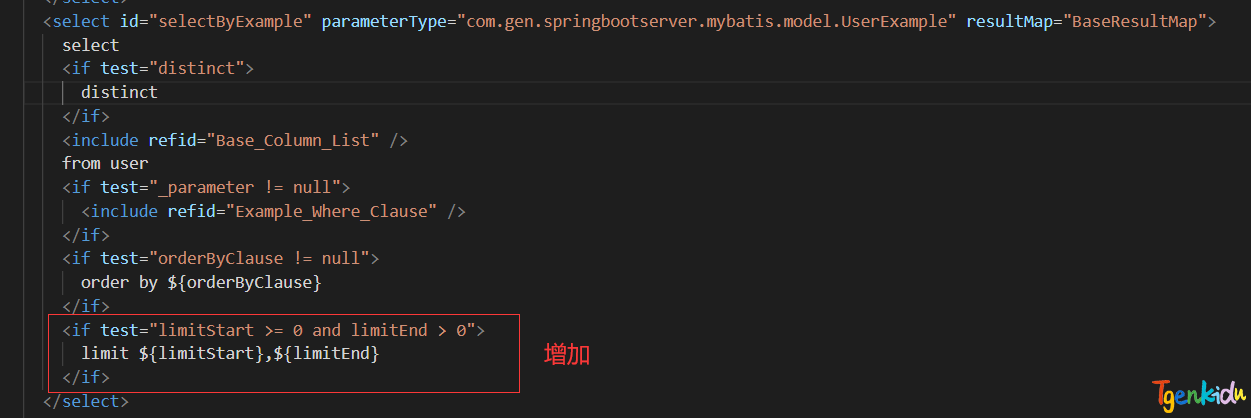 </select>
<select id="selectByExample" parameterType="com.gen.springbootserver.mybatis.model.UserExample" resultMap="BaseResultMap">
select
<if test="distinct">
distinct
</if>
<include refid="Base_Column_List" />
from user
<if test="_parameter != null">
<include refid="Example_Where_Clause" />
</if>
<if test="orderByClause != null">
order by ${orderByClause}
</if>
<if test="limitStart >= 0 and limitEnd > 0">
limit ${limitStart},${limitEnd}
增加
</if>
</select>
Tgenkidu